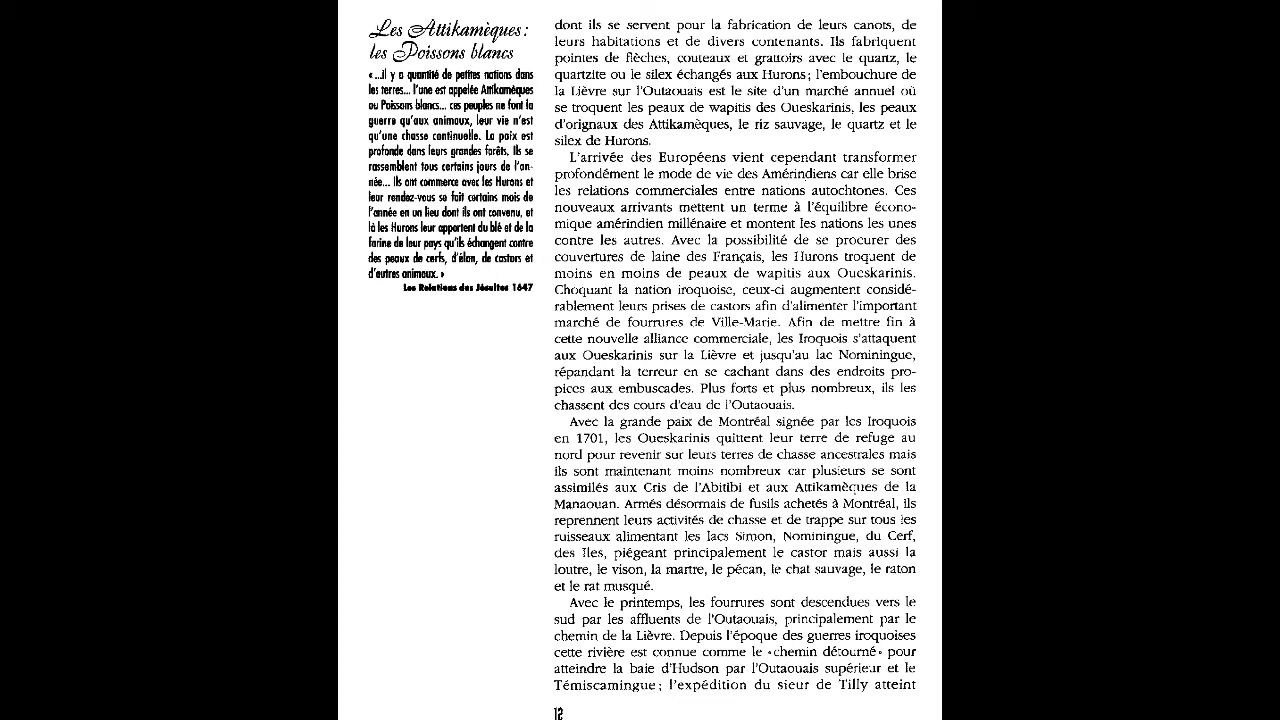 Les Attikamèques :
les Poissons blancs
« ...il y a quantité de petites nations dans
les terres... l'une est appelée Attikamèques
ou Poissons blancs... ces peuples ne font la
guerre qu'aux animaux, leur vie n'est
qu'une chasse continuelle. La paix est
profonde dans leurs grandes forêts. Ils se
rassemblent tous certains jours de l'an-
née... Ils ont commerce avec les Hurons et
leur rendez-vous se fait certains mois de
l'année en un lieu dont ils ont convenu, et
là les Hurons leur apportent du blé et de la
farine de leur pays qu'ils échangent contre
des peaux de cerfs, d'élan, de castors et
d'autres animaux. »
Les Relations des Jésuites 1647
dont ils se servent pour la fabrication de leurs canots, de
leurs habitations et de divers contenants. Ils fabriquent
pointes de flèches, couteaux et grattoirs avec le quartz, le
quartzite ou le silex échangés aux Hurons ; l'embouchure de
la Lièvre sur l'Outaouais est le site d'un marché annuel où
se troquent les peaux de wapitis des Oueskarinis, les peaux
d'orignaux des Attikamèques, le riz sauvage, le quartz et le
silex de Hurons.
L'arrivée des Européens vient cependant transformer
profondément le mode de vie des Amérindiens car elle brise
les relations commerciales entre nations autochtones. Ces
nouveaux arrivants mettent un terme à l'équilibre écono-
mique amérindien millénaire et montent les nations les unes
contre les autres. Avec la possibilité de se procurer des
couvertures de laine des Français, les Hurons troquent de
moins en moins de peaux de wapitis aux Oueskarinis.
Choquant la nation iroquoise, ceux-ci augmentent considé-
rablement leurs prises de castors afin d'alimenter l'important
marché de fourrures de Ville-Marie. Afin de mettre fin à
cette nouvelle alliance commerciale, les Iroquois s'attaquent
aux Oueskarinis sur la Lièvre et jusqu'au lac Nominingue,
répandant la terreur en se cachant dans des endroits pro-
pices aux embuscades. Plus forts et plus nombreux, ils les
chassent des cours d'eau de l'Outaouais.
Avec la grande paix de Montréal signée par les Iroquois
en 1701, les Oueskarinis quittent leur terre de refuge au
nord pour revenir sur leurs terres de chasse ancestrales mais
ils sont maintenant moins nombreux car plusieurs se sont
assimilés aux Cris de l'Abitibi et aux Attikamèques de la
Manaouan. Armés désormais de fusils achetés à Montréal, ils
reprennent leurs activités de chasse et de trappe sur tous les
ruisseaux alimentant les lacs Simon, Nominingue, du Cerf,
des Iles, piégeant principalement le castor mais aussi la
loutre, le vison, la martre, le pécan, le chat sauvage, le raton
et le rat musqué.
Avec le printemps, les fourrures sont descendues vers le
sud par les affluents de l'Outaouais, principalement par le
chemin de la Lièvre. Depuis l'époque des guerres iroquoises
cette rivière est connue comme le «chemin détourné» pour
atteindre la baie d'Hudson par l'Outaouais supérieur et le
Témiscamingue ; l'expédition du sieur de Tilly atteint
12